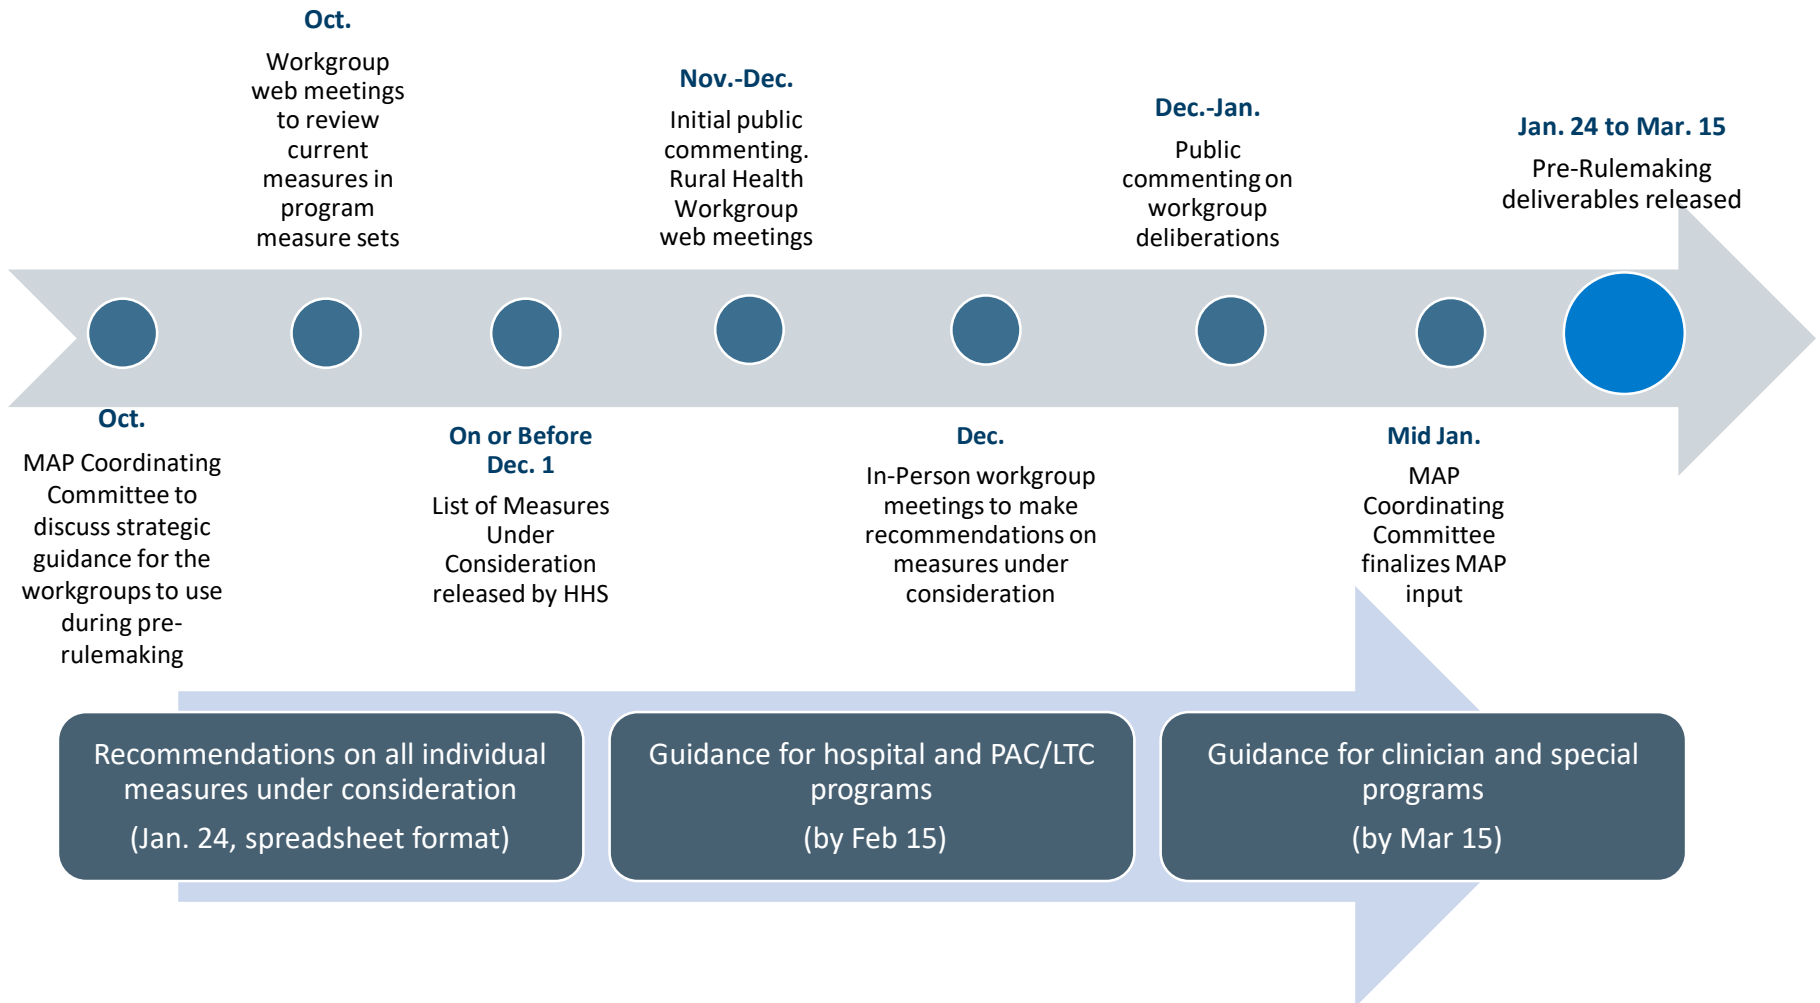 Oct.
Workgroup
web meetings
to review
current
measures in
program
measure sets
Nov.-Dec.
Initial public
commenting.
Rural Health
Workgroup
web meetings
Dec.-Jan.
Public
commenting on
workgroup
deliberations
Jan. 24 to Mar. 15
Pre-Rulemaking
deliverables released
Oct.
MAP Coordinating
Committee to
discuss strategic
guidance for the
workgroups to use
during pre-
rulemaking
On or Before
Dec. 1
List of Measures
Under
Consideration
released by HHS
Dec.
In-Person workgroup
meetings to make
recommendations on
measures under
consideration
Mid Jan.
MAP
Coordinating
Committee
finalizes MAP
input
Recommendations on all individual
measures under consideration
(Jan. 24, spreadsheet format)
Guidance for hospital and PAC/LTC
programs
(by Feb 15)
Guidance for clinician and special
programs
(by Mar 15)